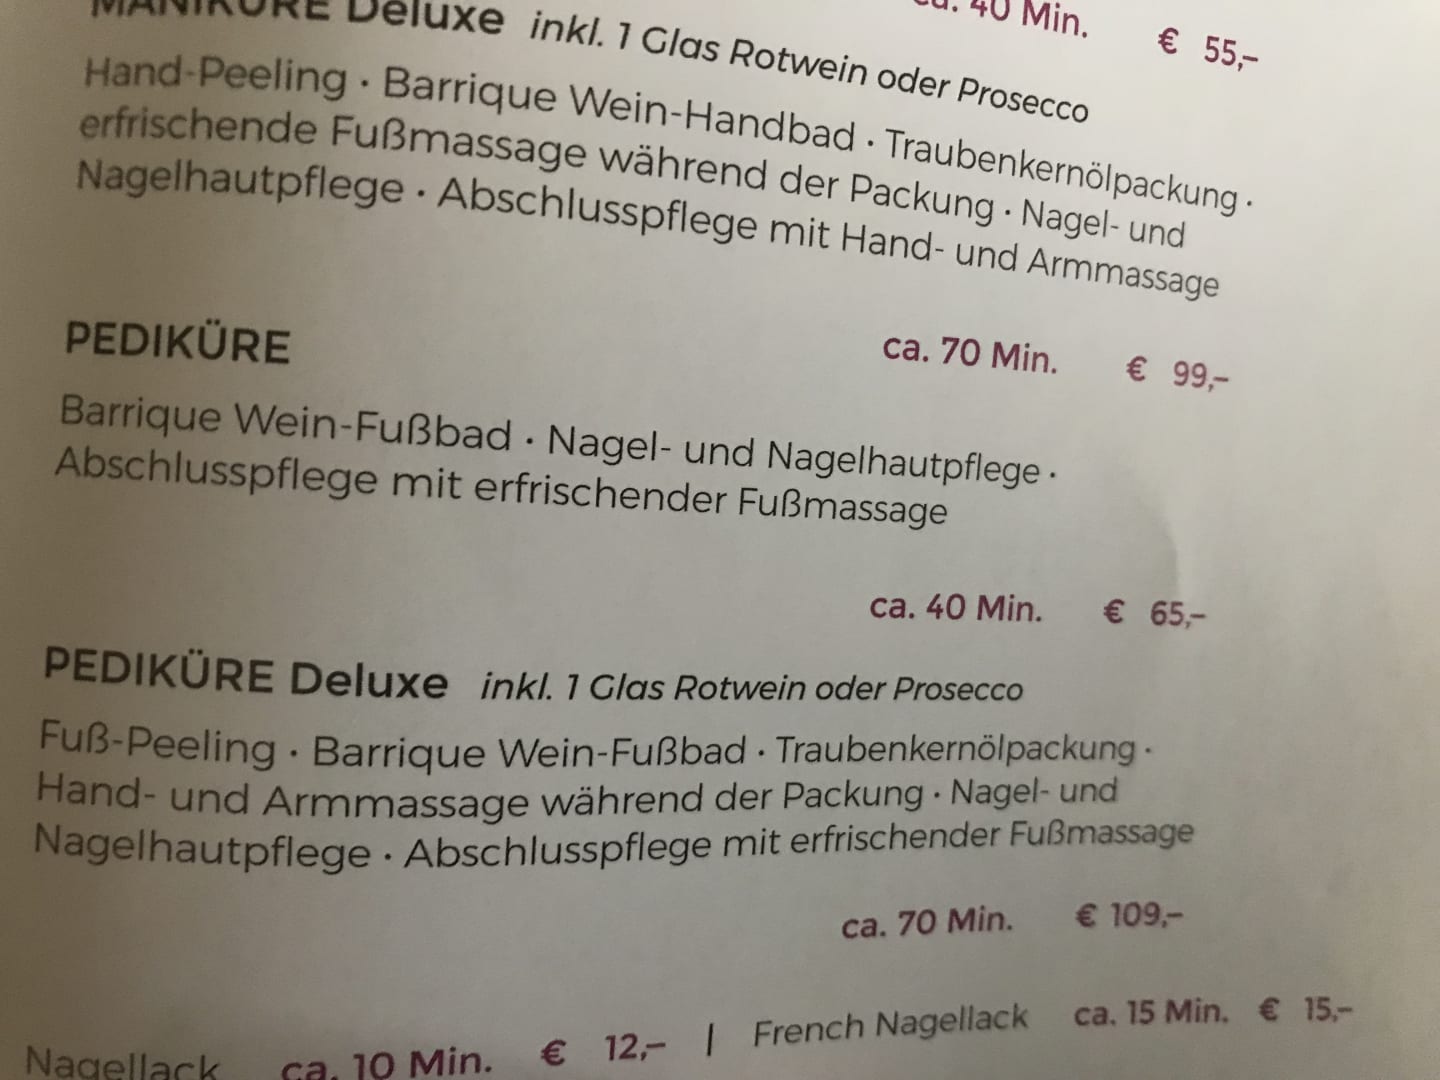 ca. 40 Min. € 55,–
MANIKÜRE Deluxe inkl. 1 Glas Rotwein oder Prosecco
Hand-Peeling · Barrique Wein-Handbad · Traubenkernölpackung ·
erfrischende Fußmassage während der Packung · Nagel- und
Nagelhautpflege · Abschlusspflege mit Hand- und Armmassage
ca. 70 Min. € 99,–
PEDIKÜRE
Barrique Wein-Fußbad · Nagel- und Nagelhautpflege ·
Abschlusspflege mit erfrischender Fußmassage
ca. 40 Min. € 65,–
PEDIKÜRE Deluxe inkl. 1 Glas Rotwein oder Prosecco
Fuß-Peeling · Barrique Wein-Fußbad · Traubenkernölpackung ·
Hand- und Armmassage während der Packung · Nagel- und
Nagelhautpflege · Abschlusspflege mit erfrischender Fußmassage
ca. 70 Min. € 109,–
Nagellack ca. 10 Min. € 12,– | French Nagellack ca. 15 Min. € 15,–